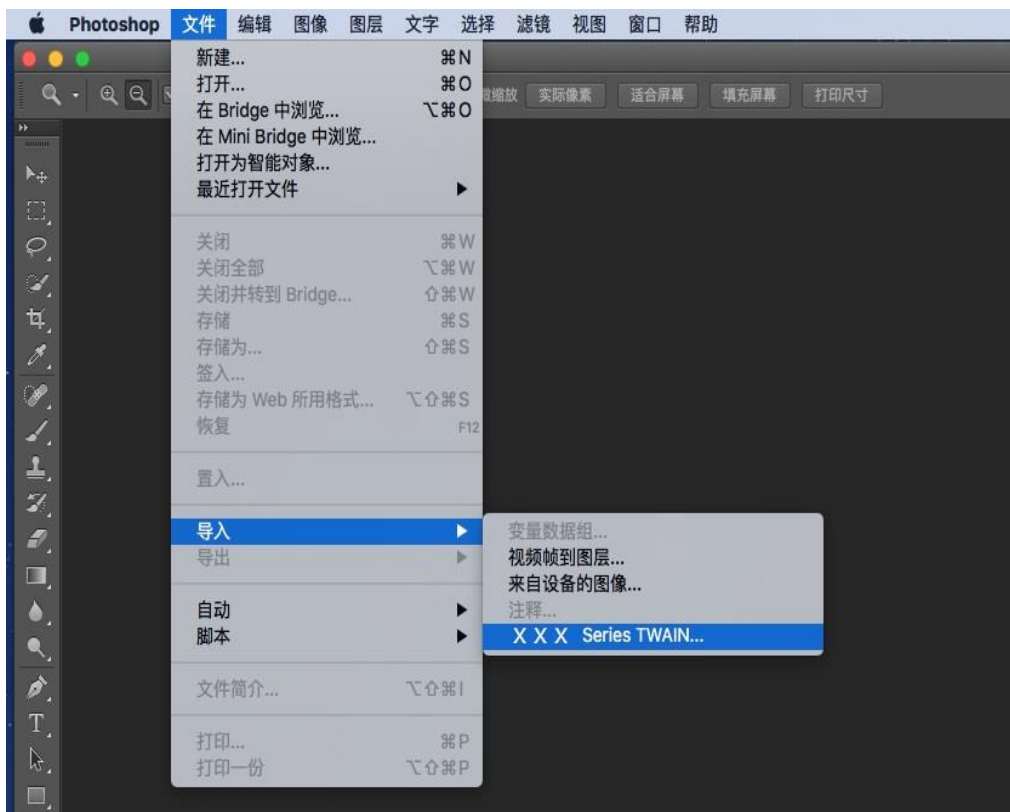 Photoshop 文件 编辑 图像 图层 文字 选择 滤镜 视图 窗口 帮助
新建... ⌘N
打开... ⌘O
缩放 实际像素 适合屏幕 填充屏幕 打印尺寸
在 Bridge 中浏览... ⌥⌘O
在 Mini Bridge 中浏览...
打开为智能对象...
最近打开文件
关闭 ⌘W
关闭全部 ⌥⌘W
关闭并转到 Bridge... ⇧⌘W
存储 ⌘S
存储为... ⇧⌘S
签入...
存储为 Web 所用格式... ⌥⇧⌘S
恢复 F12
置入...
导入
导出
自动
脚本
文件简介... ⌥⇧⌘I
打印... ⌘P
打印一份 ⌥⇧⌘P
变量数据组...
视频帧到图层...
来自设备的图像...
注释...
X X X Series TWAIN...